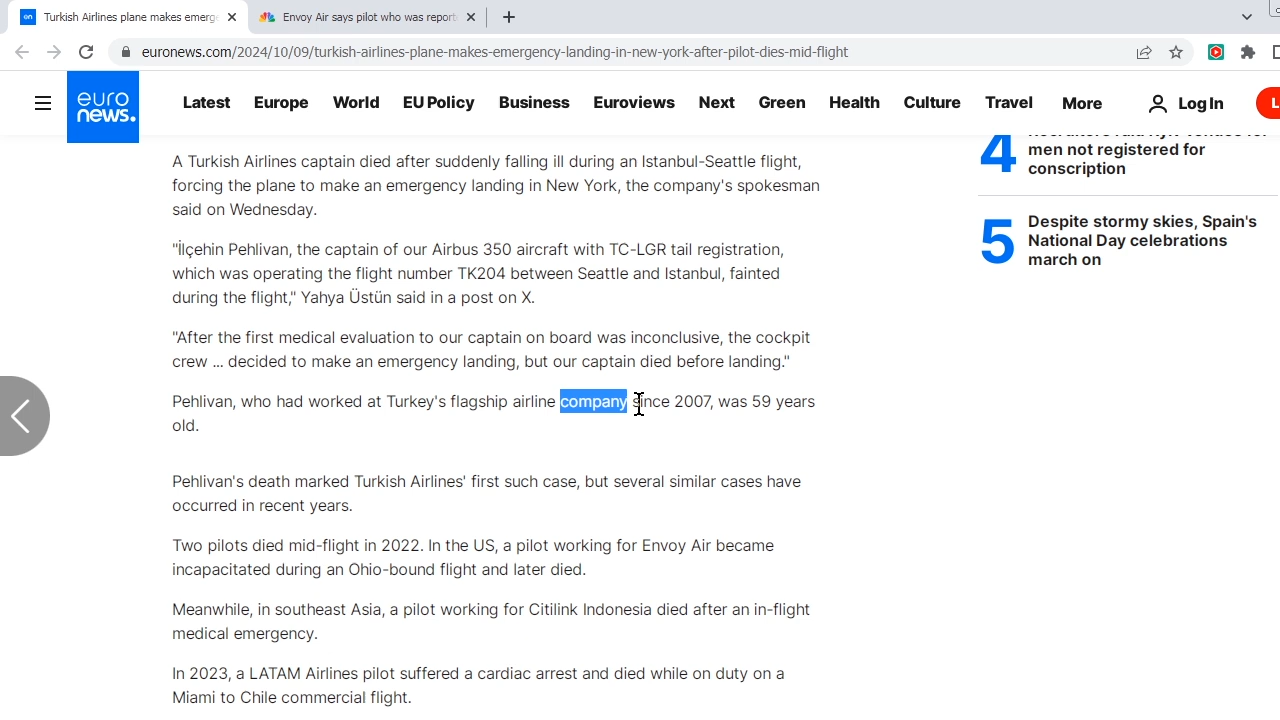 Turkish Airlines plane makes emerge
Envoy Air says pilot who was report
euronews.com/2024/10/09/turkish-airlines-plane-makes-emergency-landing-in-new-york-after-pilot-dies-mid-flight
euro
news.
Latest Europe World EU Policy Business Euroviews Next Green Health Culture Travel More Log In L
A Turkish Airlines captain died after suddenly falling ill during an Istanbul-Seattle flight,
forcing the plane to make an emergency landing in New York, the company's spokesman
said on Wednesday.
"İlçehin Pehlivan, the captain of our Airbus 350 aircraft with TC-LGR tail registration,
which was operating the flight number TK204 between Seattle and Istanbul, fainted
during the flight," Yahya Üstün said in a post on X.
"After the first medical evaluation to our captain on board was inconclusive, the cockpit
crew ... decided to make an emergency landing, but our captain died before landing."
Pehlivan, who had worked at Turkey's flagship airline company since 2007, was 59 years
old.
Pehlivan's death marked Turkish Airlines' first such case, but several similar cases have
occurred in recent years.
Two pilots died mid-flight in 2022. In the US, a pilot working for Envoy Air became
incapacitated during an Ohio-bound flight and later died.
Meanwhile, in southeast Asia, a pilot working for Citilink Indonesia died after an in-flight
medical emergency.
In 2023, a LATAM Airlines pilot suffered a cardiac arrest and died while on duty on a
Miami to Chile commercial flight.
4
men not registered for
conscription
5
Despite stormy skies, Spain's
National Day celebrations
march on